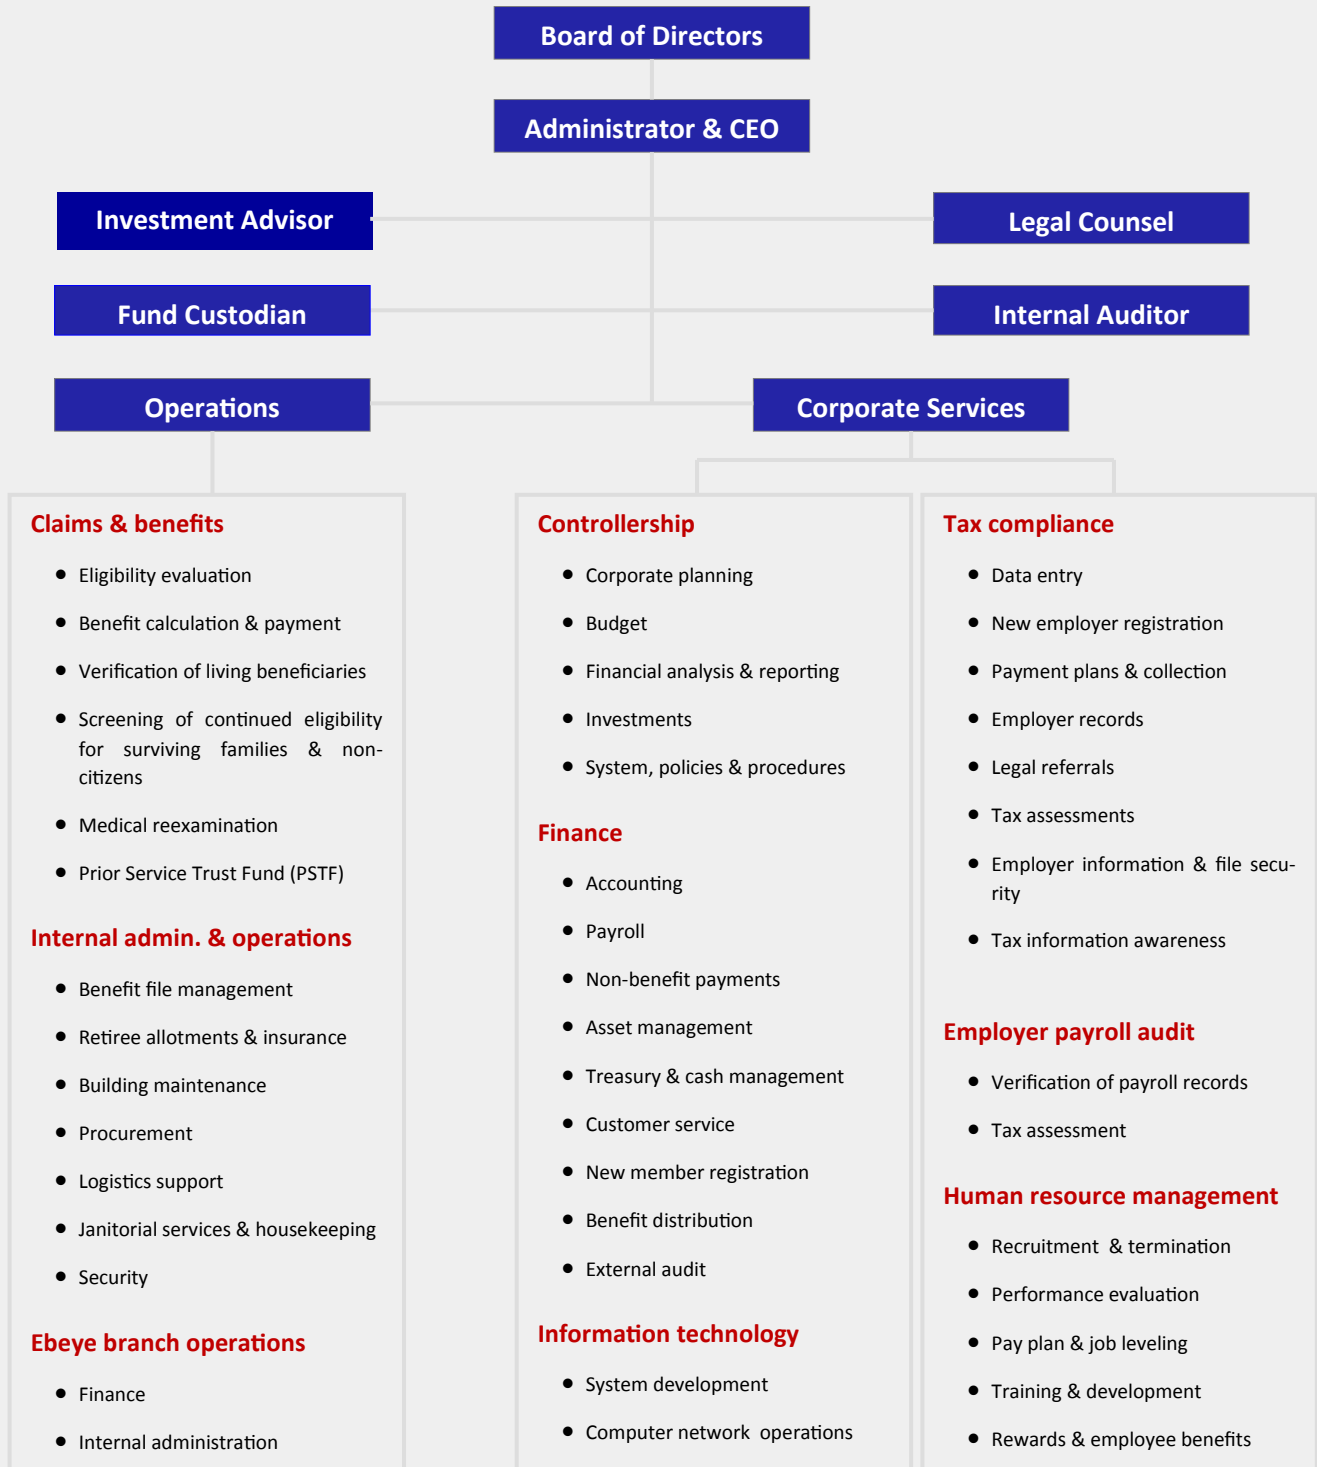 Board of Directors
Administrator & CEO
Investment Advisor
Legal Counsel
Fund Custodian
Internal Auditor
Operations
Corporate Services
Claims & benefits
• Eligibility evaluation
• Benefit calculation & payment
• Verification of living beneficiaries
• Screening of continued eligibility
for surviving families & non-
citizens
• Medical reexamination
• Prior Service Trust Fund (PSTF)
Internal admin. & operations
• Benefit file management
• Retiree allotments & insurance
• Building maintenance
• Procurement
• Logistics support
• Janitorial services & housekeeping
• Security
Ebeye branch operations
• Finance
• Internal administration
Controllership
• Corporate planning
• Budget
• Financial analysis & reporting
• Investments
• System, policies & procedures
Finance
• Accounting
• Payroll
• Non-benefit payments
• Asset management
• Treasury & cash management
• Customer service
• New member registration
• Benefit distribution
• External audit
Information technology
• System development
• Computer network operations
Tax compliance
• Data entry
• New employer registration
• Payment plans & collection
• Employer records
• Legal referrals
• Tax assessments
• Employer information & file secu-
rity
• Tax information awareness
Employer payroll audit
• Verification of payroll records
• Tax assessment
Human resource management
• Recruitment & termination
• Performance evaluation
• Pay plan & job leveling
• Training & development
• Rewards & employee benefits